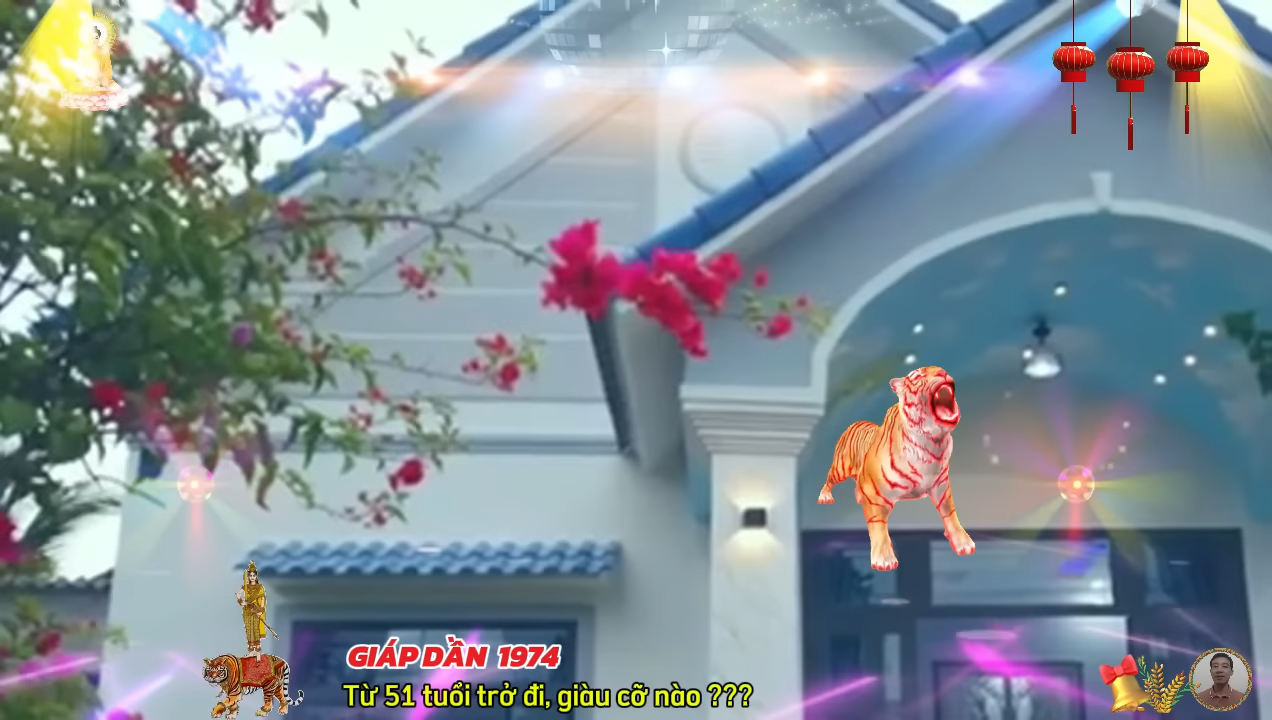 GIÁP DẦN 1974
Từ 51 tuổi trở đi, giàu cỡ nào ???